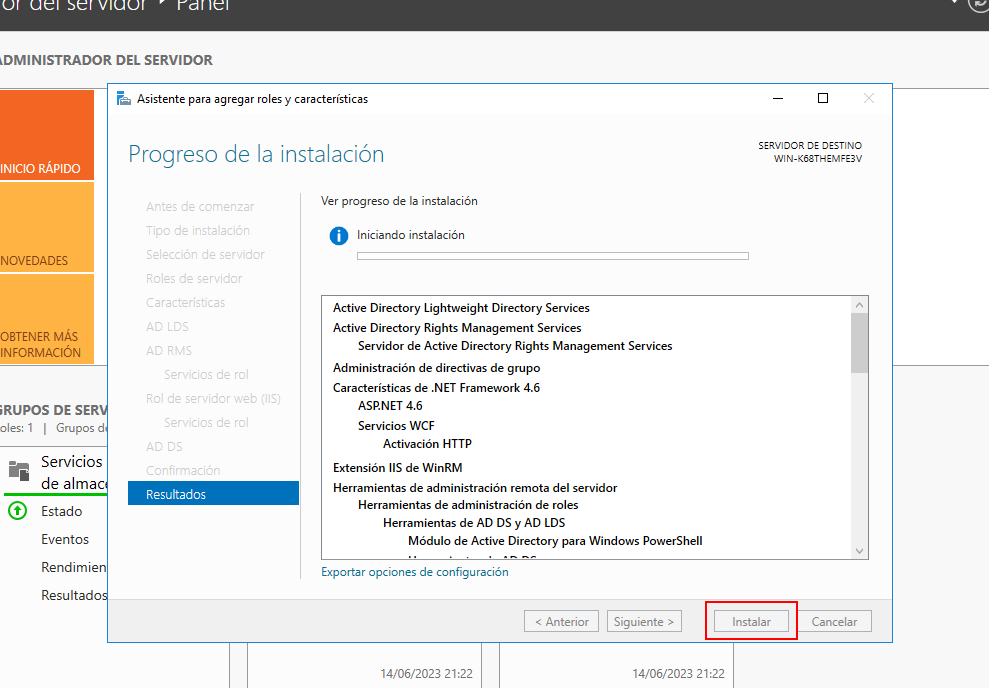 or del servidor ‣ Panel
ADMINISTRADOR DEL SERVIDOR
INICIO RÁPIDO
NOVEDADES
OBTENER MÁS
INFORMACIÓN
GRUPOS DE SERV
oles: 1 | Grupos de
Servicios
de almac
Estado
Eventos
Rendimien
Resultados
Asistente para agregar roles y características
Progreso de la instalación
SERVIDOR DE DESTINO
WIN-K68THEMFE3V
Antes de comenzar
Tipo de instalación
Selección de servidor
Roles de servidor
Características
AD LDS
AD RMS
Servicios de rol
Rol de servidor web (IIS)
Servicios de rol
AD DS
Confirmación
Resultados
Ver progreso de la instalación
Iniciando instalación
Active Directory Lightweight Directory Services
Active Directory Rights Management Services
Servidor de Active Directory Rights Management Services
Administración de directivas de grupo
Características de .NET Framework 4.6
ASP.NET 4.6
Servicios WCF
Activación HTTP
Extensión IIS de WinRM
Herramientas de administración remota del servidor
Herramientas de administración de roles
Herramientas de AD DS y AD LDS
Módulo de Active Directory para Windows PowerShell
Exportar opciones de configuración
< Anterior
Siguiente >
Instalar
Cancelar
14/06/2023 21:22
14/06/2023 21:22